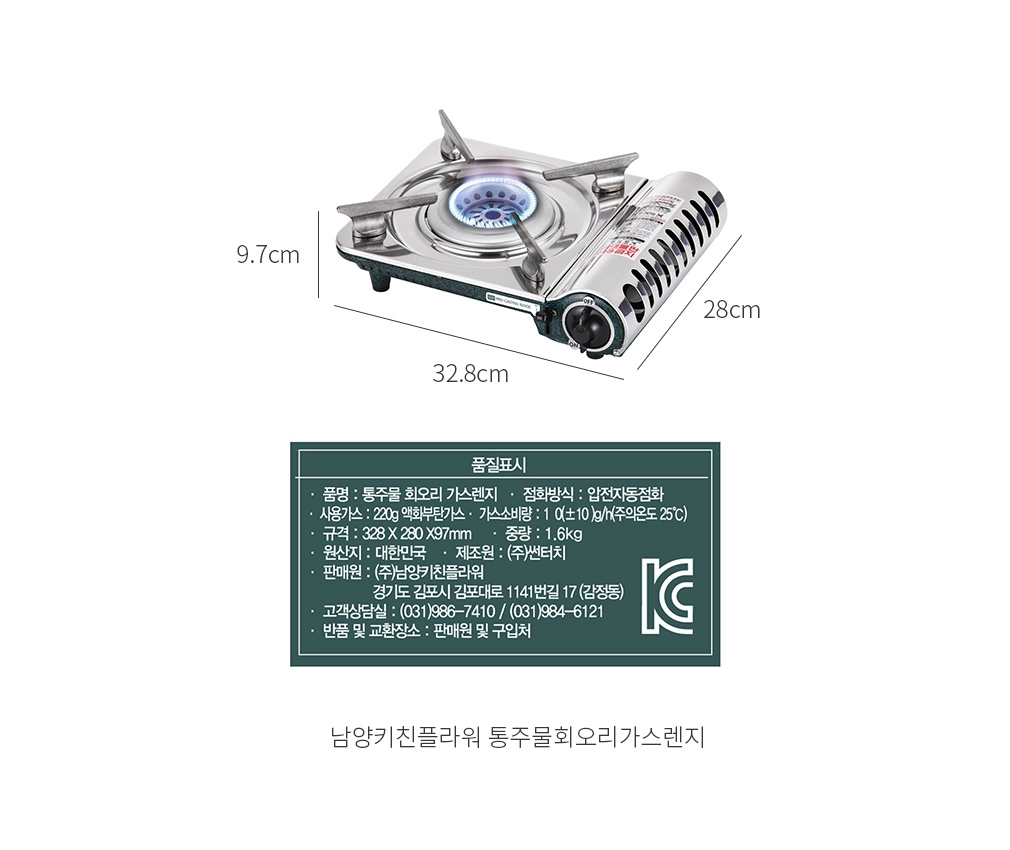 9.7cm
28cm
32.8cm
OFF
ON
PRO-CASTING RANGE
품질표시
· 품명 : 통주물 회오리 가스렌지 · 점화방식 : 압전자동점화
· 사용가스 : 220g 액화부탄가스 · 가스소비량 : 1 0(±10 )g/h(주의온도 25℃)
· 규격 : 328 X 280 X97mm · 중량 : 1.6kg
· 원산지 : 대한민국 · 제조원 : (주)썬터치
· 판매원 : (주)남양키친플라워
경기도 김포시 김포대로 1141번길 17 (감정동)
· 고객상담실 : (031)986-7410 / (031)984-6121
· 반품 및 교환장소 : 판매원 및 구입처
KC
남양키친플라워 통주물회오리가스렌지